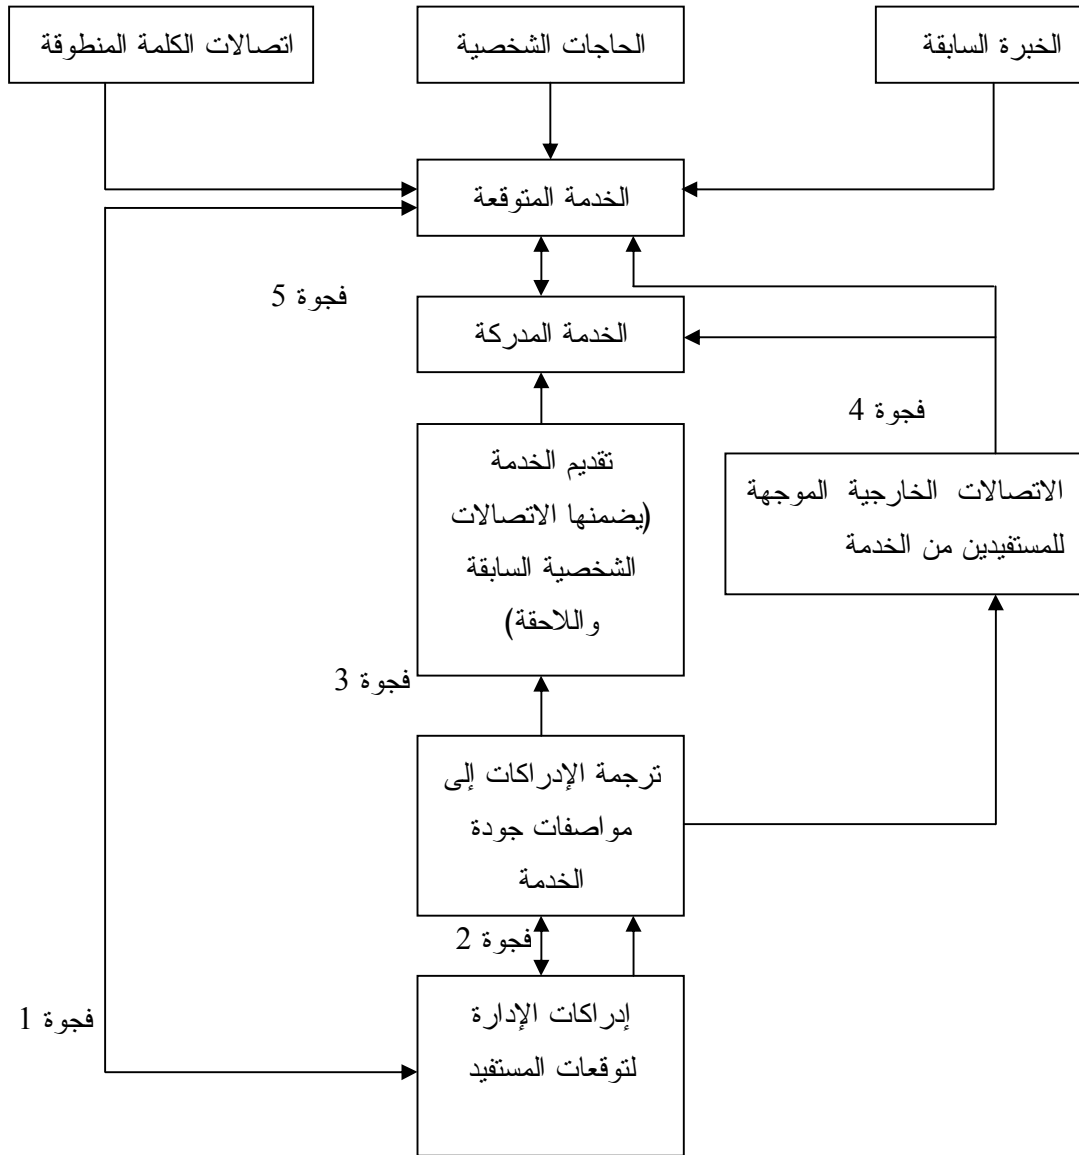 الخبرة السابقة
الحاجات الشخصية
اتصالات الكلمة المنطوقة
الخدمة المتوقعة
فجوة 5
الخدمة المدركة
فجوة 4
تقديم الخدمة
(يضمنها الاتصالات
الشخصية السابقة
واللاحقة)
الاتصالات الخارجية الموجهة
للمستفيدين من الخدمة
فجوة 3
ترجمة الإدراكات إلى
مواصفات جودة
الخدمة
فجوة 2
إدراكات الإدارة
لتوقعات المستفيد
فجوة 1